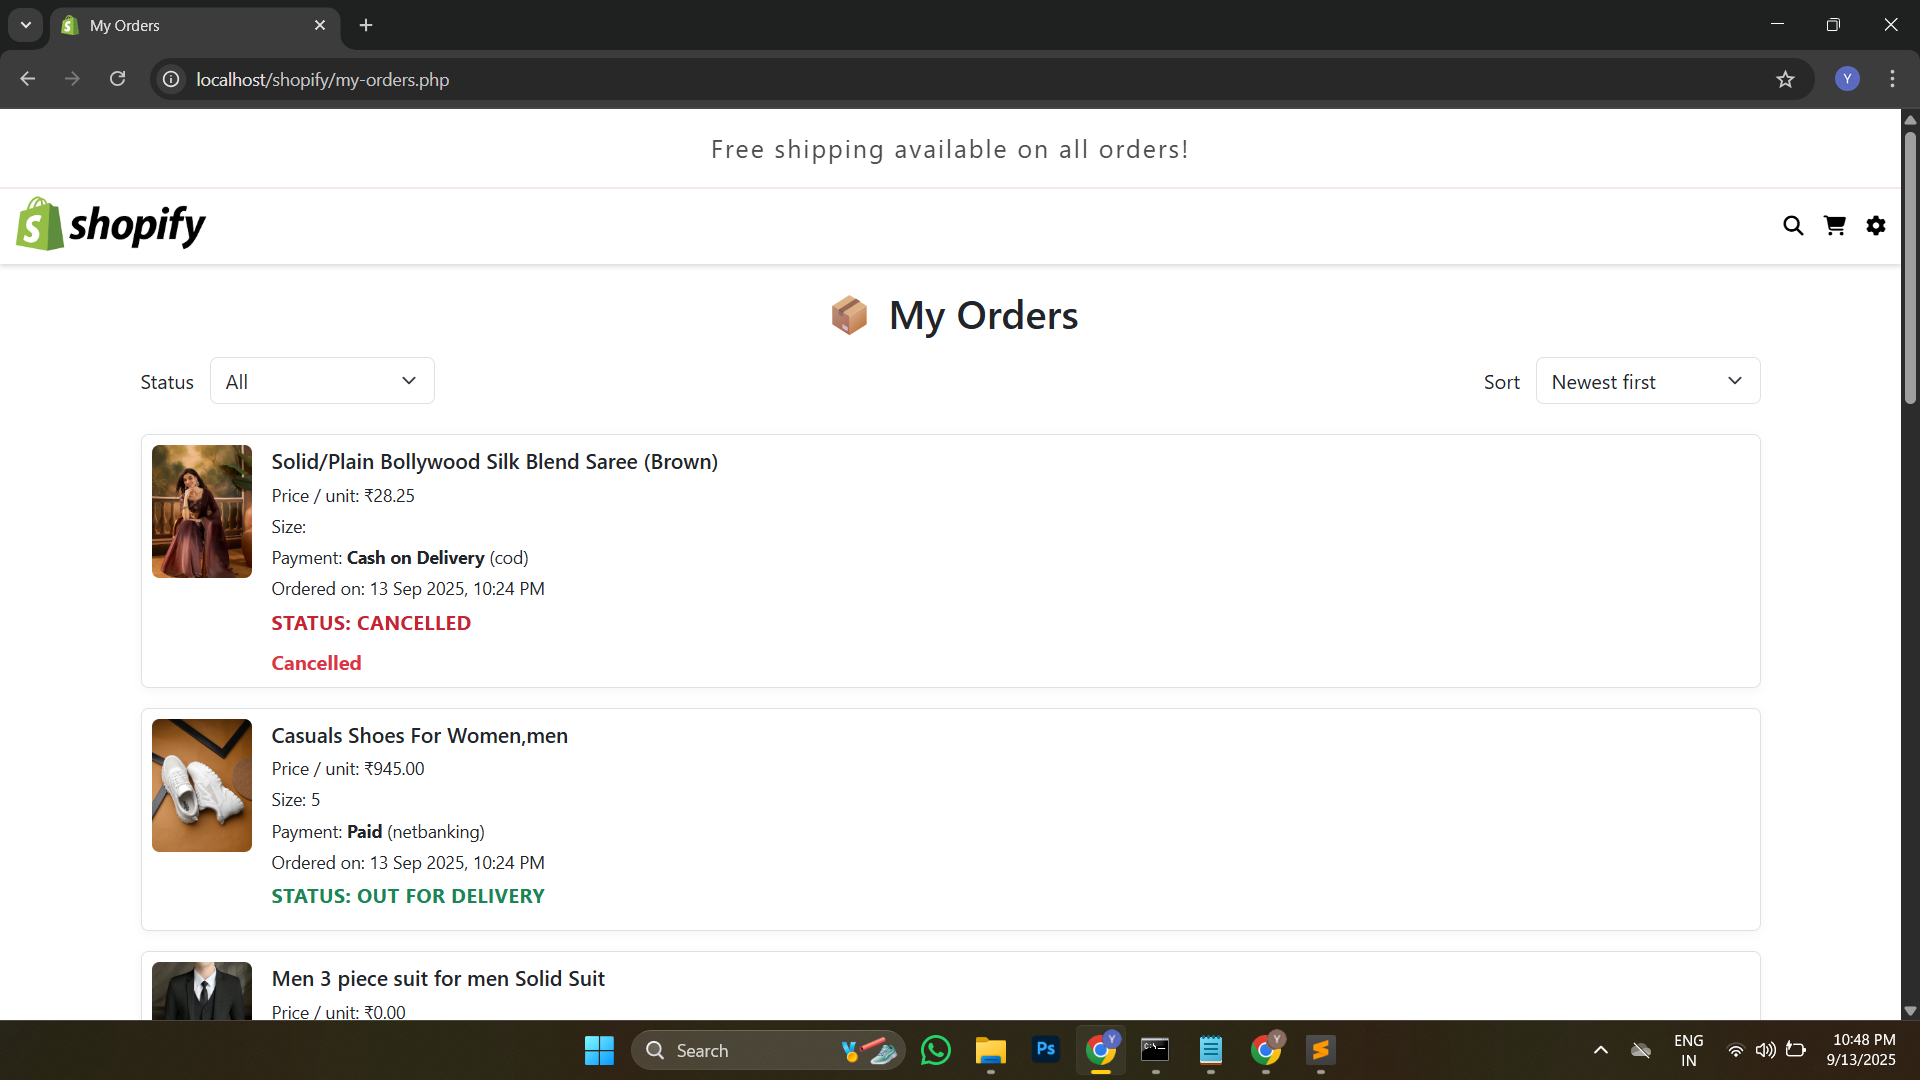 My Orders
localhost/shopify/my-orders.php
Y
Free shipping available on all orders!
shopify
My Orders
Status All
Sort Newest first
Solid/Plain Bollywood Silk Blend Saree (Brown)
Price / unit: ₹28.25
Size:
Payment: Cash on Delivery (cod)
Ordered on: 13 Sep 2025, 10:24 PM
STATUS: CANCELLED
Cancelled
Casuals Shoes For Women,men
Price / unit: ₹945.00
Size: 5
Payment: Paid (netbanking)
Ordered on: 13 Sep 2025, 10:24 PM
STATUS: OUT FOR DELIVERY
Men 3 piece suit for men Solid Suit
Price / unit: ₹0.00
Search
Ps
Y
Y
ENG
IN
10:48 PM
9/13/2025